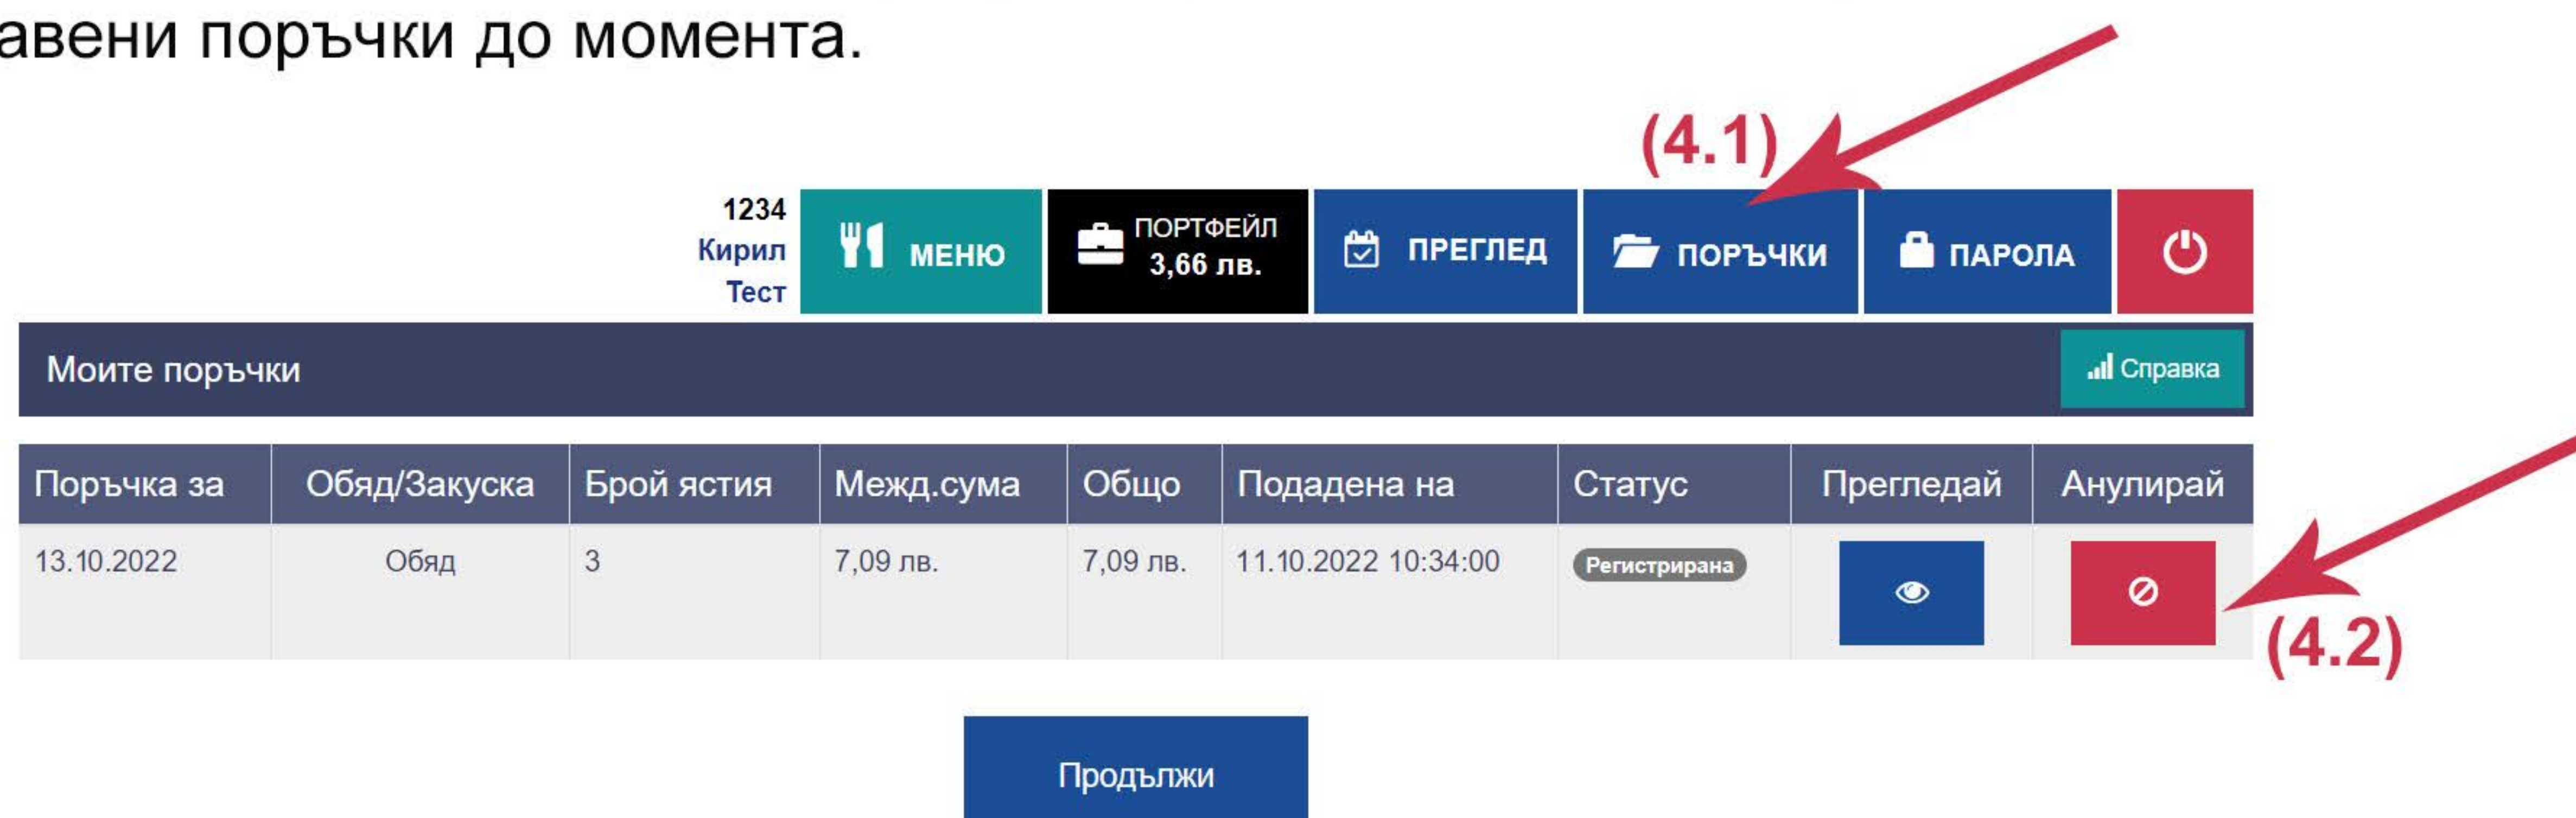 авени поръчки до момента.
(4.1)
1234
Кирил
Тест
МЕНЮ
ПОРТФЕЙЛ
3,66 лв.
ПРЕГЛЕД
ПОРЪЧКИ
ПАРОЛА
Моите поръчки
Справка
Поръчка за Обяд/Закуска Брой ястия Межд.сума Общо Подадена на Статус Прегледай Анулирай
13.10.2022 Обяд 3 7,09 лв. 7,09 лв. 11.10.2022 10:34:00 Регистрирана
(4.2)
Продължи